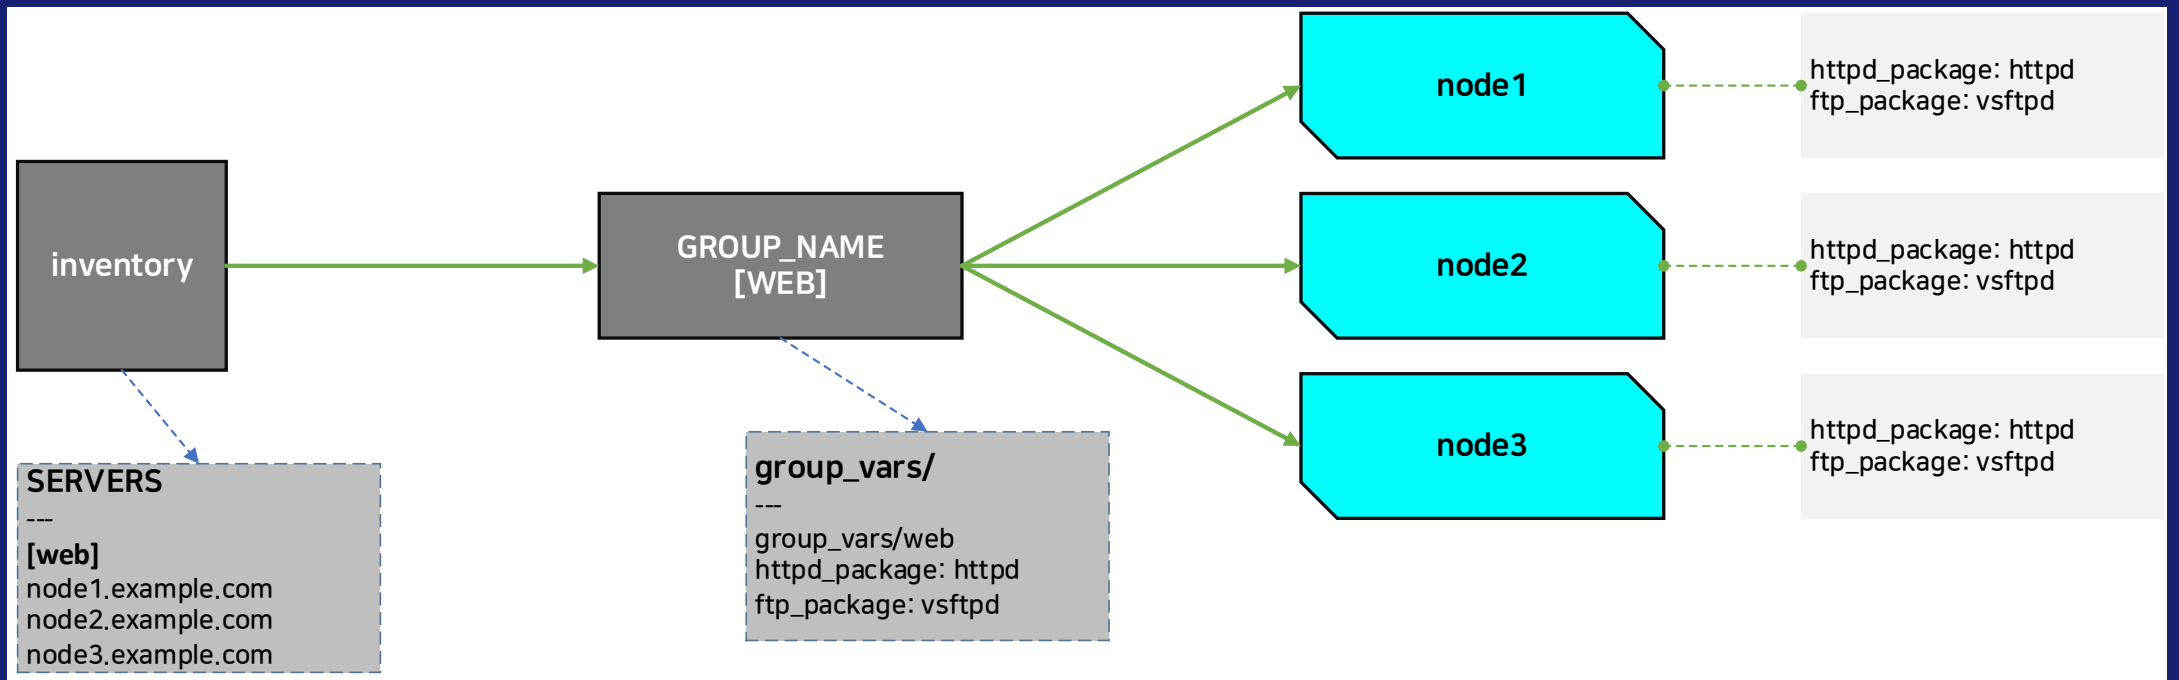 inventory
SERVERS
---
[web]
node1.example.com
node2.example.com
node3.example.com
GROUP_NAME
[WEB]
group_vars/
---
group_vars/web
httpd_package: httpd
ftp_package: vsftpd
node1
httpd_package: httpd
ftp_package: vsftpd
node2
httpd_package: httpd
ftp_package: vsftpd
node3
httpd_package: httpd
ftp_package: vsftpd